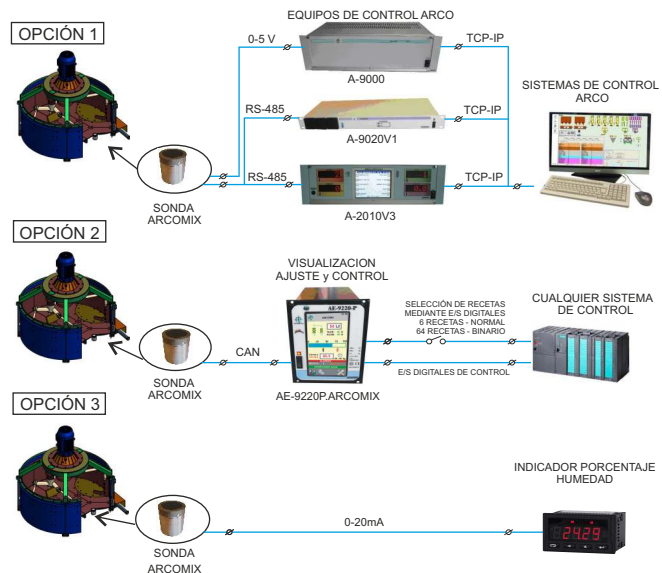 EQUIPOS DE CONTROL ARCO
OPCIÓN 1
0-5 V
TCP-IP
A-9000
SISTEMAS DE CONTROL
ARCO
RS-485
TCP-IP
A-9020V1
RS-485
TCP-IP
SONDA
ARCOMIX
A-2010V3
OPCIÓN 2
VISUALIZACION
AJUSTE y CONTROL
AE-9220-P
SELECCIÓN DE RECETAS
MEDIANTE E/S DIGITALES
6 RECETAS - NORMAL
64 RECETAS - BINARIO
CUALQUIER SISTEMA
DE CONTROL
CAN
E/S DIGITALES DE CONTROL
SONDA
ARCOMIX
AE-9220P.ARCOMIX
OPCIÓN 3
INDICADOR PORCENTAJE
HUMEDAD
0-20mA
24.29
SONDA
ARCOMIX